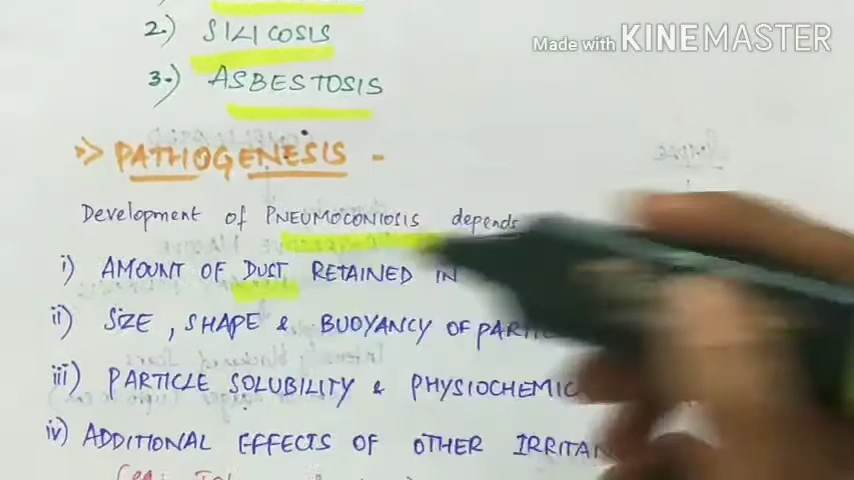 Made with KINEMASTER
2.) SILICOSIS
3.) ASBESTOSIS
>> PATHOGENESIS -
Development of PNEUMOCONIOSIS depends
i) AMOUNT OF DUST RETAINED IN
ii) SIZE, SHAPE & BUOYANCY OF
iii) PARTICLE SOLUBILITY & PHYSIOCHEMIC
iv) ADDITIONAL EFFECTS OF OTHER IRRITAN